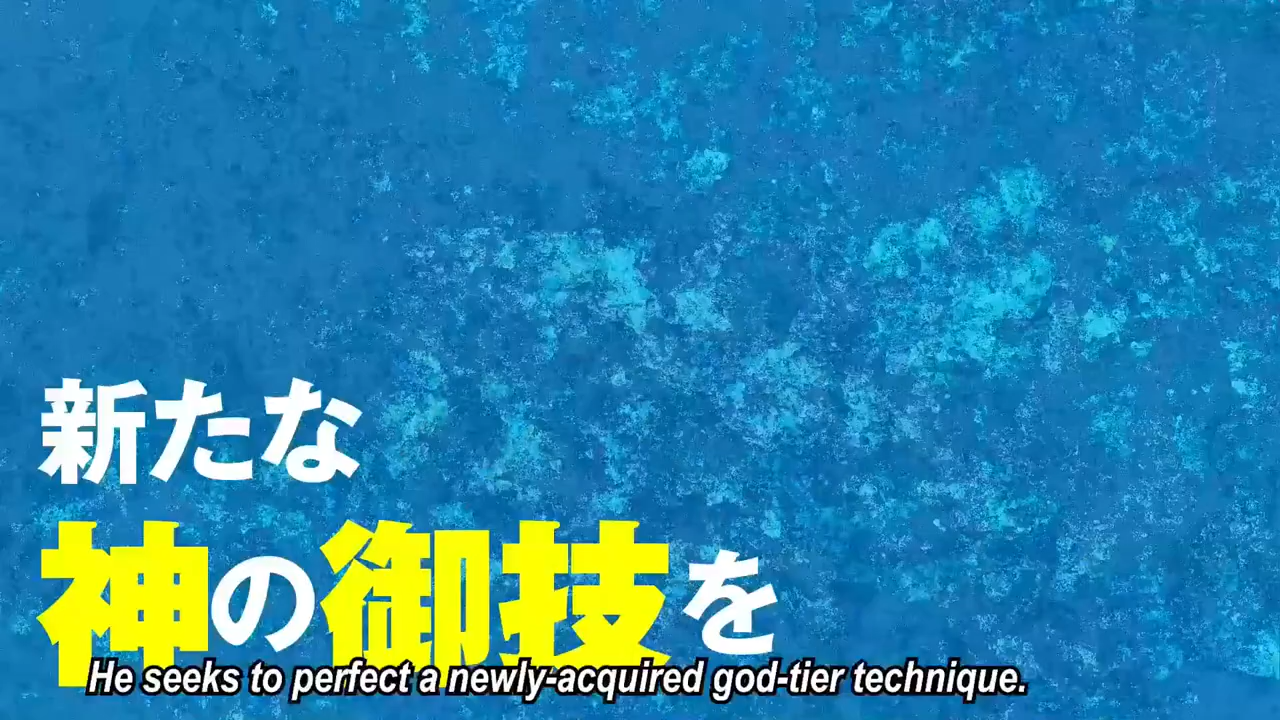 新たな
神の御技を
He seeks to perfect a newly-acquired god-tier technique.